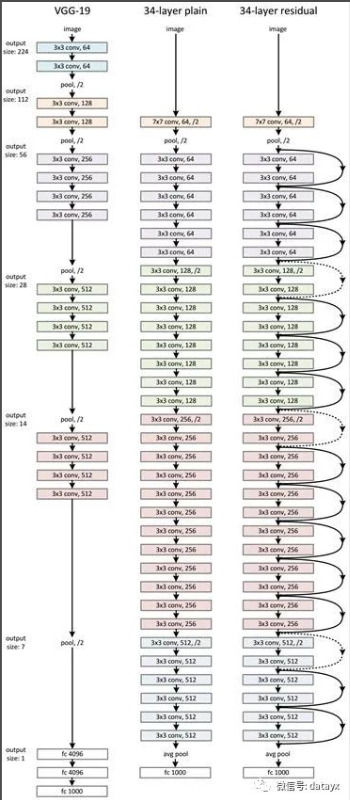 output
size: 224
output
size: 112
output
size: 56
output
size: 28
output
size: 14
output
size: 7
output
size: 1
VGG-19
image
3x3 conv, 64
3x3 conv, 64
pool, /2
3x3 conv, 128
3x3 conv, 128
pool, /2
3x3 conv, 256
3x3 conv, 256
3x3 conv, 256
3x3 conv, 256
pool, /2
3x3 conv, 512
3x3 conv, 512
3x3 conv, 512
3x3 conv, 512
pool, /2
3x3 conv, 512
3x3 conv, 512
3x3 conv, 512
3x3 conv, 512
pool, /2
fc 4096
fc 4096
fc 1000
34-layer plain
image
7x7 conv, 64, /2
pool, /2
3x3 conv, 64
3x3 conv, 64
3x3 conv, 64
3x3 conv, 64
3x3 conv, 64
3x3 conv, 64
3x3 conv, 128, /2
3x3 conv, 128
3x3 conv, 128
3x3 conv, 128
3x3 conv, 128
3x3 conv, 128
3x3 conv, 128
3x3 conv, 128
3x3 conv, 256, /2
3x3 conv, 256
3x3 conv, 256
3x3 conv, 256
3x3 conv, 256
3x3 conv, 256
3x3 conv, 256
3x3 conv, 256
3x3 conv, 256
3x3 conv, 256
3x3 conv, 256
3x3 conv, 256
3x3 conv, 512, /2
3x3 conv, 512
3x3 conv, 512
3x3 conv, 512
3x3 conv, 512
3x3 conv, 512
avg pool
fc 1000
34-layer residual
image
7x7 conv, 64, /2
pool, /2
3x3 conv, 64
3x3 conv, 64
3x3 conv, 64
3x3 conv, 64
3x3 conv, 64
3x3 conv, 64
3x3 conv, 128, /2
3x3 conv, 128
3x3 conv, 128
3x3 conv, 128
3x3 conv, 128
3x3 conv, 128
3x3 conv, 128
3x3 conv, 128
3x3 conv, 256, /2
3x3 conv, 256
3x3 conv, 256
3x3 conv, 256
3x3 conv, 256
3x3 conv, 256
3x3 conv, 256
3x3 conv, 256
3x3 conv, 256
3x3 conv, 256
3x3 conv, 256
3x3 conv, 256
3x3 conv, 512, /2
3x3 conv, 512
3x3 conv, 512
3x3 conv, 512
3x3 conv, 512
3x3 conv, 512
avg pool
fc 1000
微信号: datayx